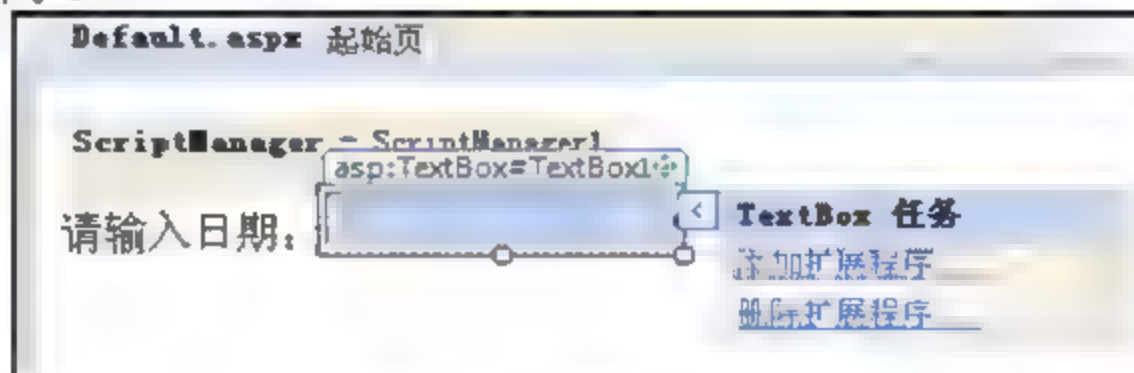 Default.aspx 起始页
ScriptManager - ScriptManager1
asp:TextBox=TextBox1
请输入日期：
TextBox 任务
添加扩展程序
删除扩展程序